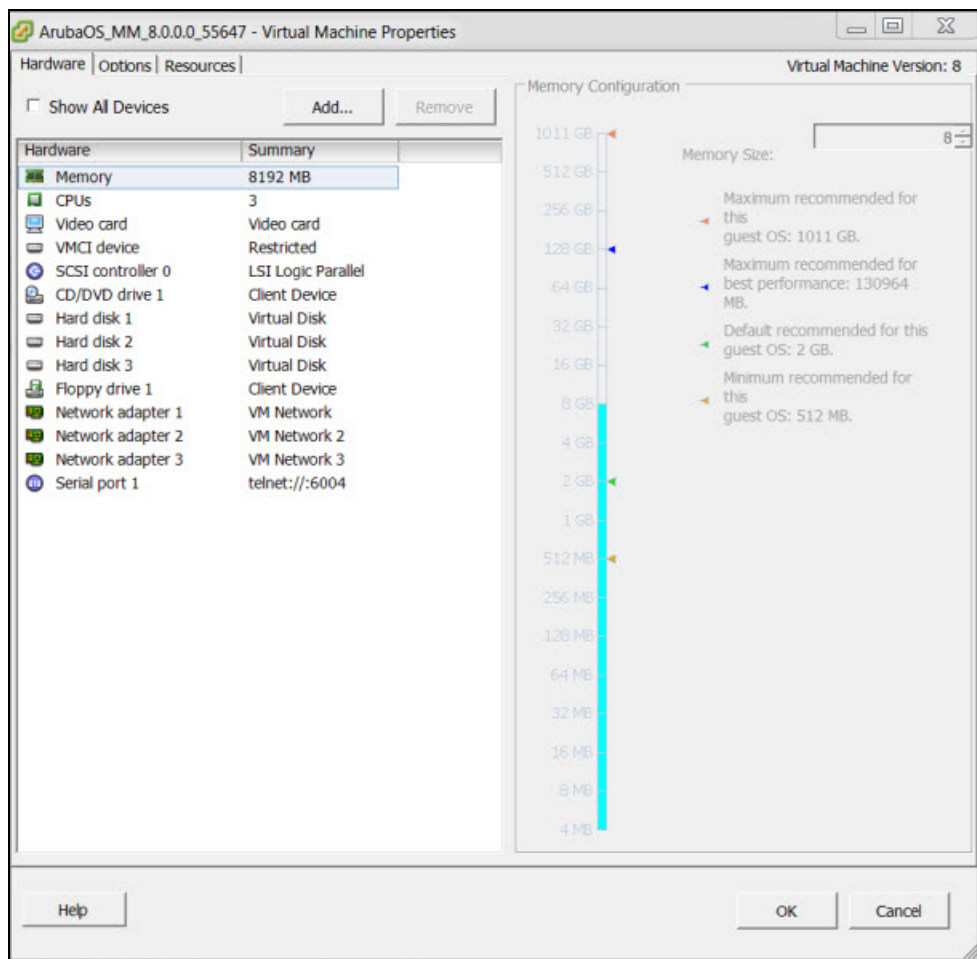 ArubaOS_MM_8.0.0.0_55647 - Virtual Machine Properties
Hardware Options Resources
Virtual Machine Version: 8
Show All Devices
Add...
Remove
Hardware Summary
Memory 8192 MB
CPUs 3
Video card Video card
VMCI device Restricted
SCSI controller 0 LSI Logic Parallel
CD/DVD drive 1 Client Device
Hard disk 1 Virtual Disk
Hard disk 2 Virtual Disk
Hard disk 3 Virtual Disk
Floppy drive 1 Client Device
Network adapter 1 VM Network
Network adapter 2 VM Network 2
Network adapter 3 VM Network 3
Serial port 1 telnet://:6004
Memory Configuration
1011 GB
512 GB
256 GB
128 GB
64 GB
32 GB
16 GB
8 GB
4 GB
2 GB
1 GB
512 MB
256 MB
128 MB
64 MB
32 MB
16 MB
8 MB
4 MB
Memory Size:
8
Maximum recommended for
this
guest OS: 1011 GB.
Maximum recommended for
best performance: 130964
MB.
Default recommended for this
guest OS: 2 GB.
Minimum recommended for
this
guest OS: 512 MB.
Help
OK
Cancel